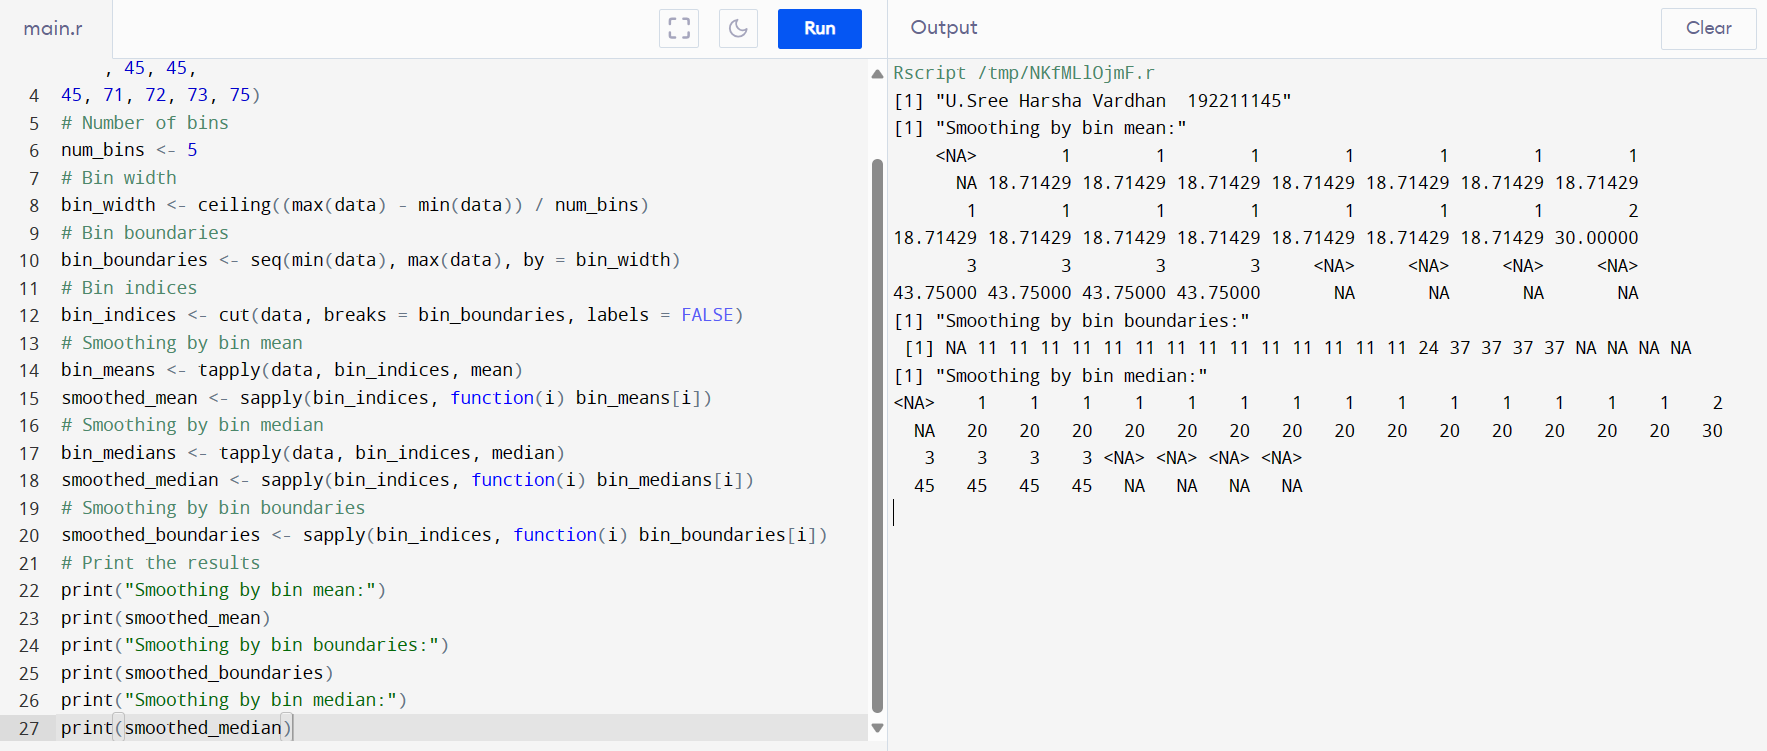 main.r
Run
, 45, 45,
4 45, 71, 72, 73, 75)
5 # Number of bins
6 num_bins <- 5
7 # Bin width
8 bin_width <- ceiling((max(data) - min(data)) / num_bins)
9 # Bin boundaries
10 bin_boundaries <- seq(min(data), max(data), by = bin_width)
11 # Bin indices
12 bin_indices <- cut(data, breaks = bin_boundaries, labels = FALSE)
13 # Smoothing by bin mean
14 bin_means <- tapply(data, bin_indices, mean)
15 smoothed_mean <- sapply(bin_indices, function(i) bin_means[i])
16 # Smoothing by bin median
17 bin_medians <- tapply(data, bin_indices, median)
18 smoothed_median <- sapply(bin_indices, function(i) bin_medians[i])
19 # Smoothing by bin boundaries
20 smoothed_boundaries <- sapply(bin_indices, function(i) bin_boundaries[i])
21 # Print the results
22 print("Smoothing by bin mean:")
23 print(smoothed_mean)
24 print("Smoothing by bin boundaries:")
25 print(smoothed_boundaries)
26 print("Smoothing by bin median:")
27 print(smoothed_median)
Output
Clear
Rscript /tmp/NKfMLlOjmF.r
[1] "U.Sree Harsha Vardhan  192211145"
[1] "Smoothing by bin mean:"
<NA> 1 1 1 1 1 1 1
NA 18.71429 18.71429 18.71429 18.71429 18.71429 18.71429 18.71429
1 1 1 1 1 1 1 2
18.71429 18.71429 18.71429 18.71429 18.71429 18.71429 18.71429 30.00000
3 3 3 3 <NA> <NA> <NA> <NA>
43.75000 43.75000 43.75000 43.75000 NA NA NA NA
[1] "Smoothing by bin boundaries:"
[1] NA 11 11 11 11 11 11 11 11 11 11 11 11 11 11 24 37 37 37 37 NA NA NA NA
[1] "Smoothing by bin median:"
<NA> 1 1 1 1 1 1 1 1 1 1 1 1 1 1 2
NA 20 20 20 20 20 20 20 20 20 20 20 20 20 20 30
3 3 3 3 <NA> <NA> <NA> <NA>
45 45 45 45 NA NA NA NA